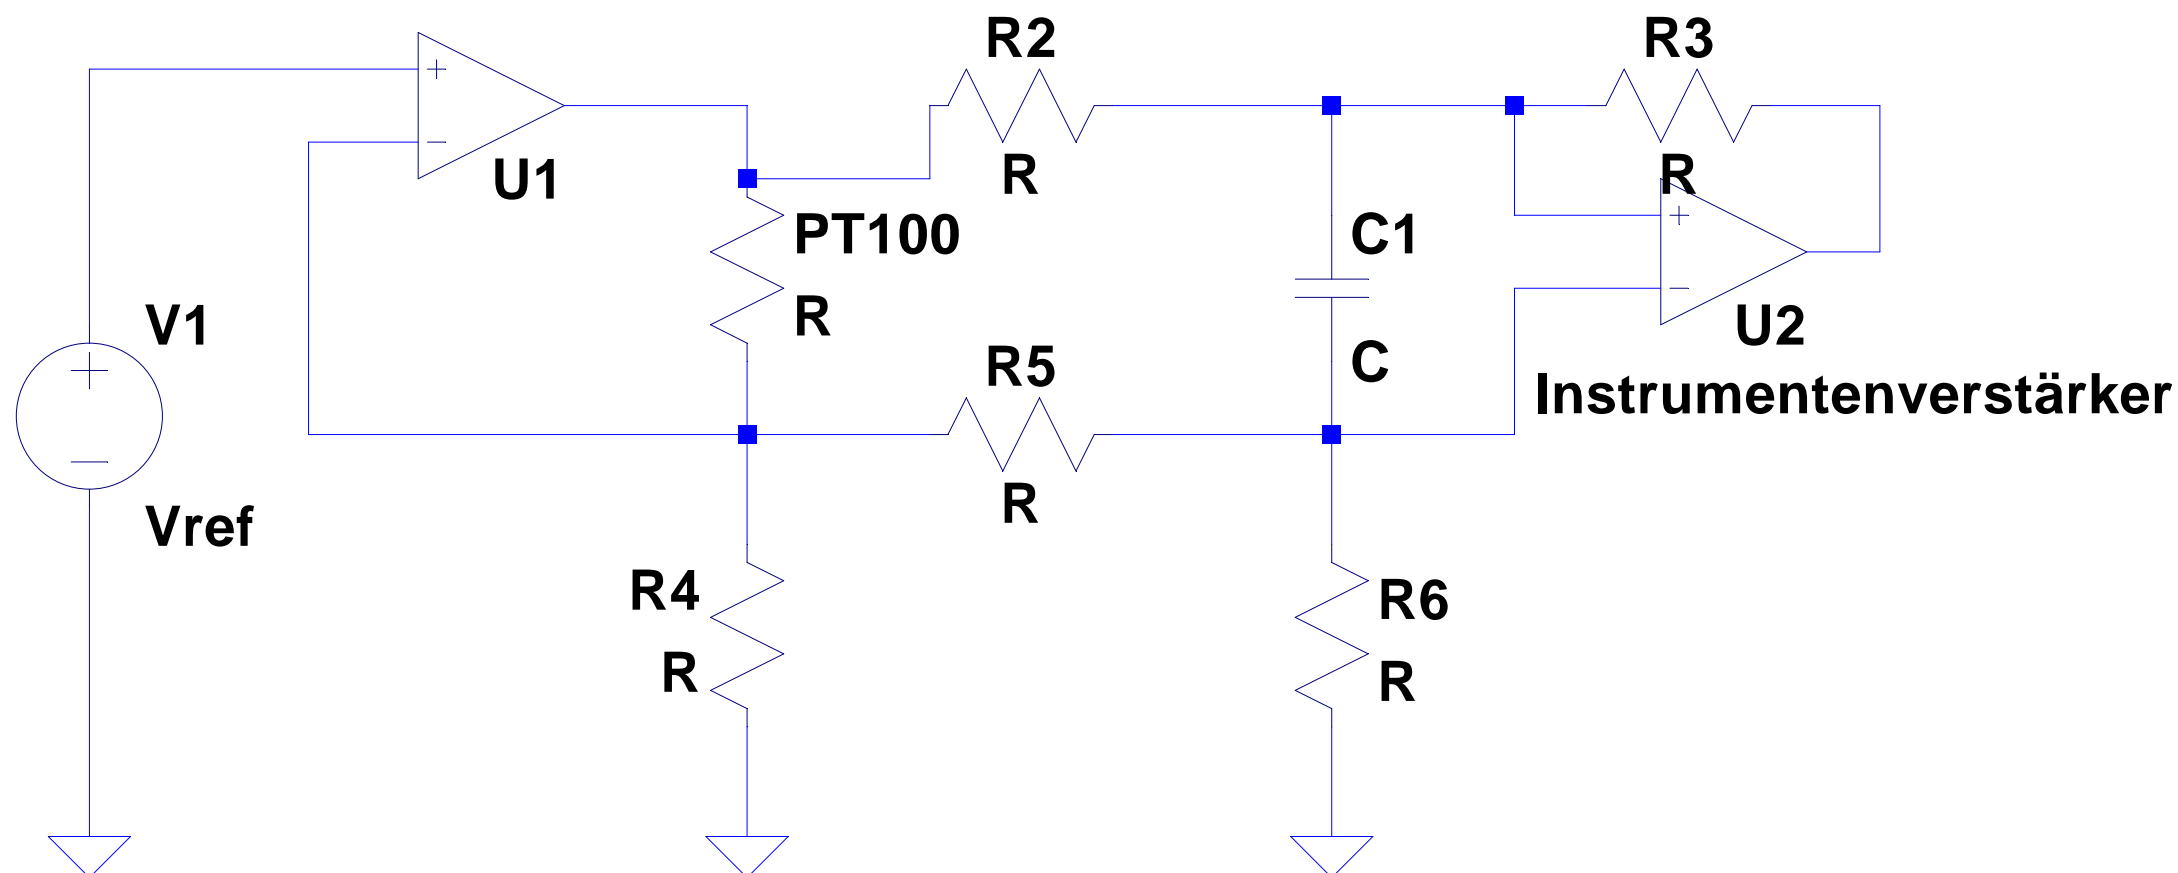 R2
R3
U1
R
R
PT100
C1
V1
R
U2
R5
C
Instrumentenverstärker
Vref
R
R4
R6
R
R